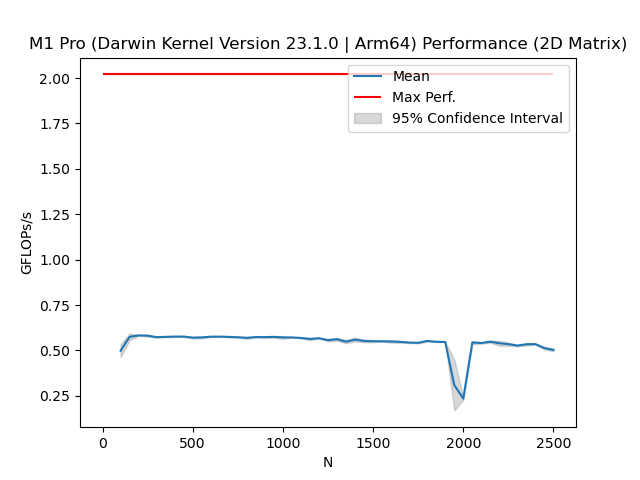 M1 Pro (Darwin Kernel Version 23.1.0 | Arm64) Performance (2D Matrix)
Mean
Max Perf.
95% Confidence Interval
GFLOPs/s
2.00
1.75
1.50
1.25
1.00
0.75
0.50
0.25
0
500
1000
1500
2000
2500
N